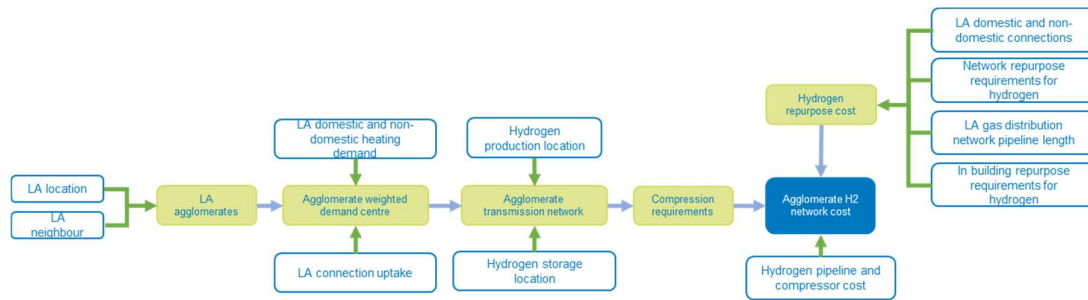 LA location
LA
neighbour
LA
agglomerates
LA domestic and non-
domestic heating
demand
Agglomerate weighted
demand centre
LA connection uptake
Hydrogen
production location
Agglomerate
transmission network
Hydrogen storage
location
Compression
requirements
Hydrogen
repurpose cost
Agglomerate H2
network cost
Hydrogen pipeline and
compressor cost
LA domestic and non-
domestic connections
Network repurpose
requirements for
hydrogen
LA gas distribution
network pipeline length
In building repurpose
requirements for
hydrogen